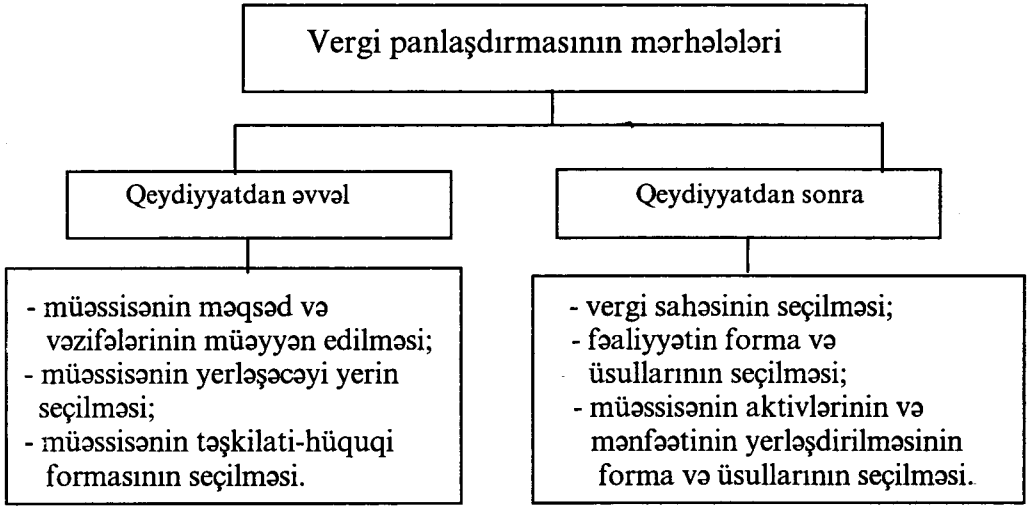 Vergi panlaşdırmasının mərhələləri
Qeydiyyatdan əvvəl
- müəssisənin məqsəd və
vəzifələrinin müəyyən edilməsi;
- müəssisənin yerləşəcəyi yerin
seçilməsi;
- müəssisənin təşkilati-hüquqi
formasının seçilməsi.
Qeydiyyatdan sonra
- vergi sahəsinin seçilməsi;
- fəaliyyətin forma və
üsullarının seçilməsi;
- müəssisənin aktivlərinin və
mənfəətinin yerləşdirilməsinin
forma və üsullarının seçilməsi.